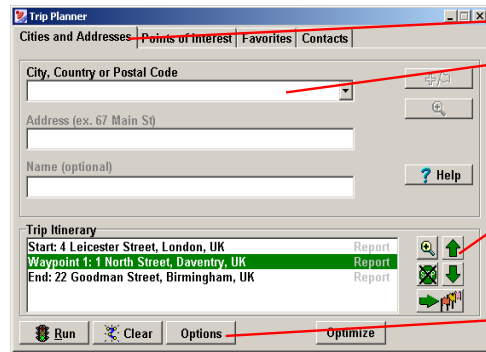 Trip Planner
Cities and Addresses Points of Interest Favorites Contacts
City, Country or Postal Code
Address (ex. 67 Main St)
Name (optional)
? Help
Trip Itinerary
Start: 4 Leicester Street, London, UK Report
Waypoint 1: 1 North Street, Daventry, UK Report
End: 22 Goodman Street, Birmingham, UK Report
Run Clear Options Optimize